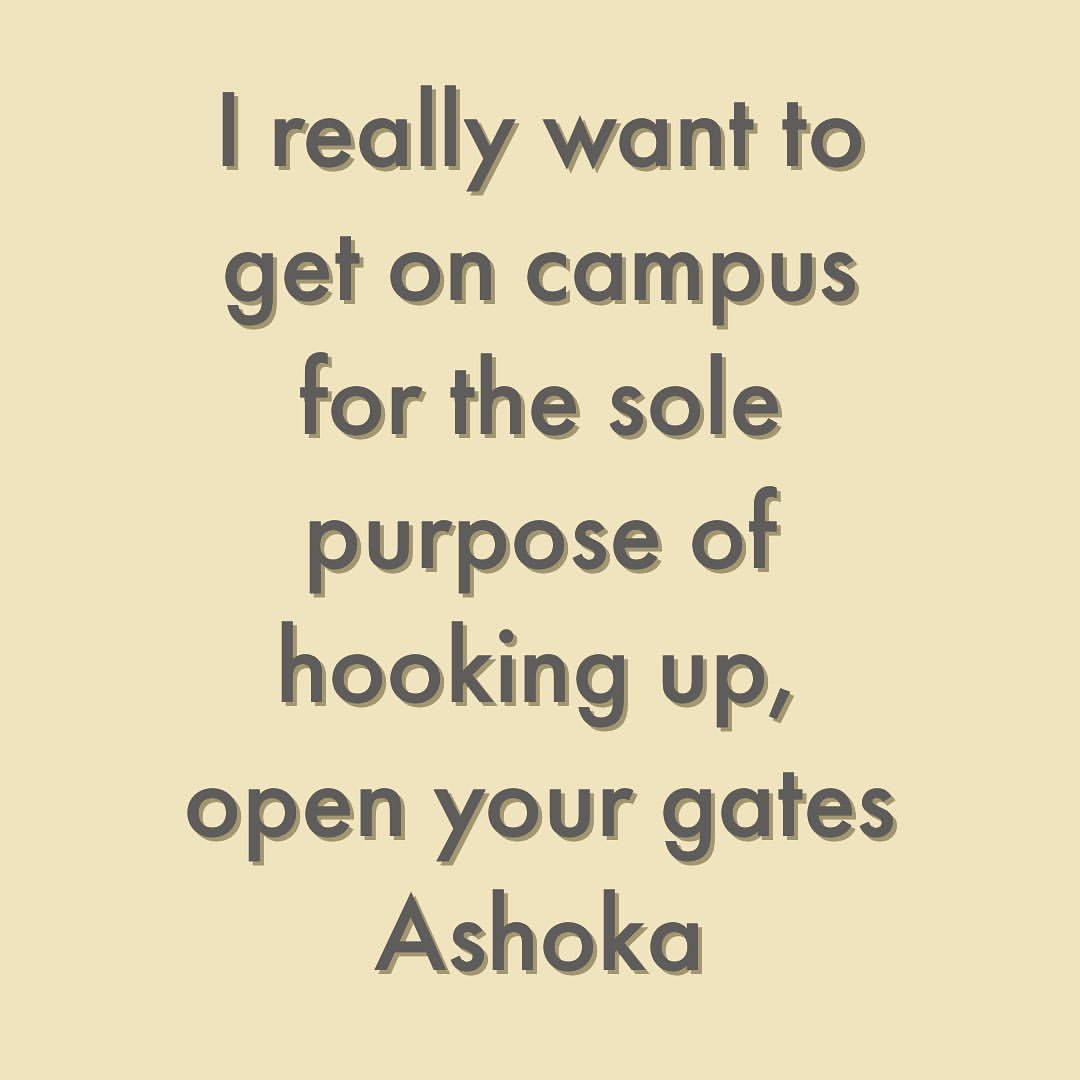 I really want to
get on campus
for the sole
purpose of
hooking up,
open your gates
Ashoka